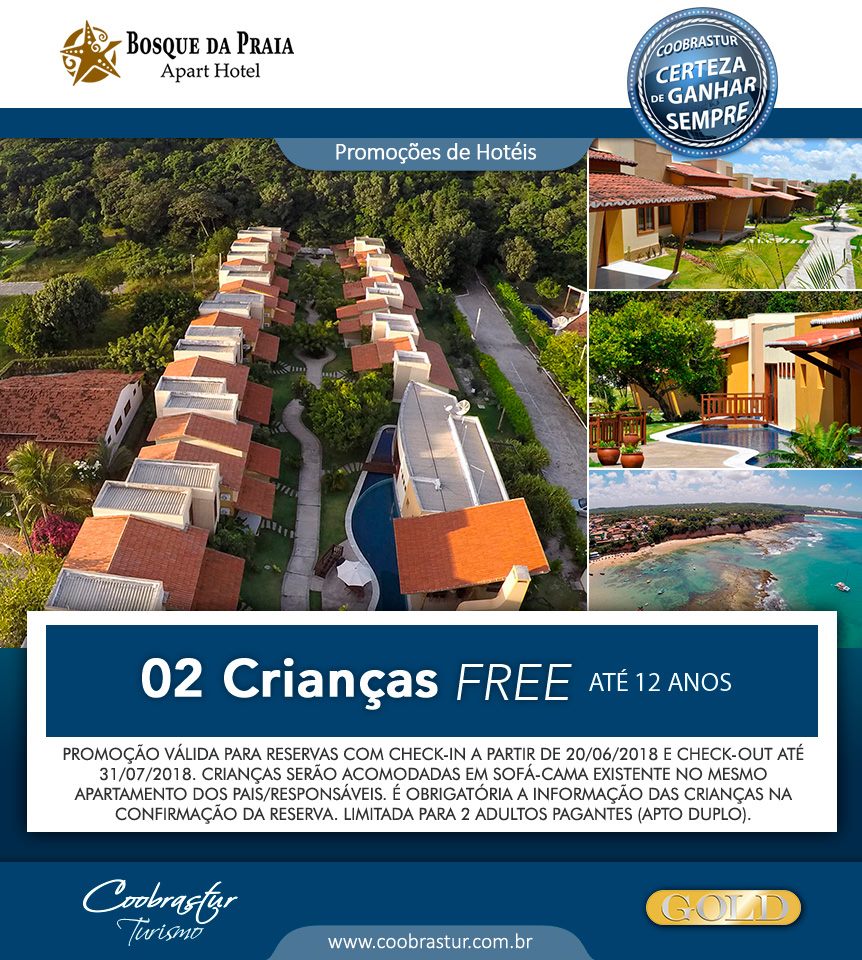 BOSQUE DA PRAIA
Apart Hotel
COOBRASTUR
CERTEZA
DE GANHAR
SEMPRE
Promoções de Hotéis
02 Crianças FREE ATÉ 12 ANOS
PROMOÇÃO VÁLIDA PARA RESERVAS COM CHECK-IN A PARTIR DE 20/06/2018 E CHECK-OUT ATÉ
31/07/2018. CRIANÇAS SERÃO ACOMODADAS EM SOFÁ-CAMA EXISTENTE NO MESMO
APARTAMENTO DOS PAIS/RESPONSÁVEIS. É OBRIGATÓRIA A INFORMAÇÃO DAS CRIANÇAS NA
CONFIRMAÇÃO DA RESERVA. LIMITADA PARA 2 ADULTOS PAGANTES (APTO DUPLO).
Coobrastur
Turismo
GOLD
www.coobrastur.com.br